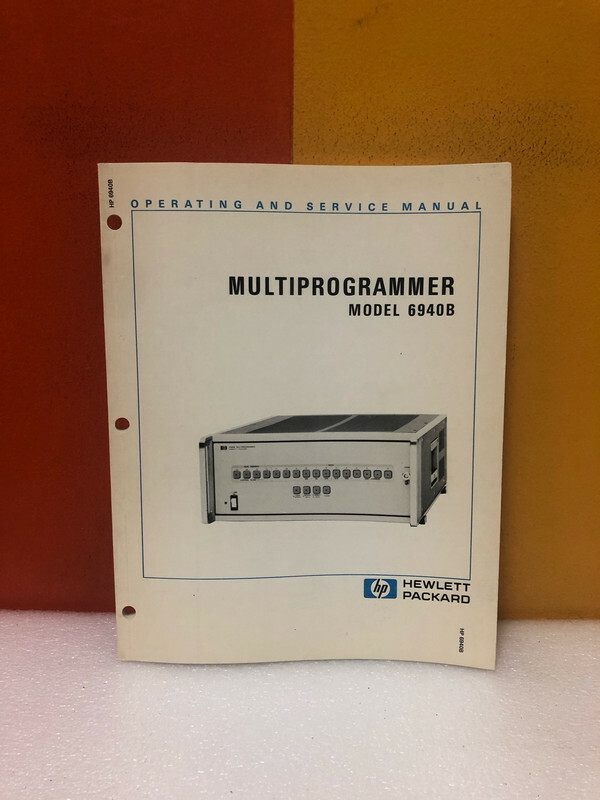 HP 6940B
OPERATING AND SERVICE MANUAL
MULTIPROGRAMMER
MODEL 6940B
hp
HEWLETT
PACKARD
HP 6940B